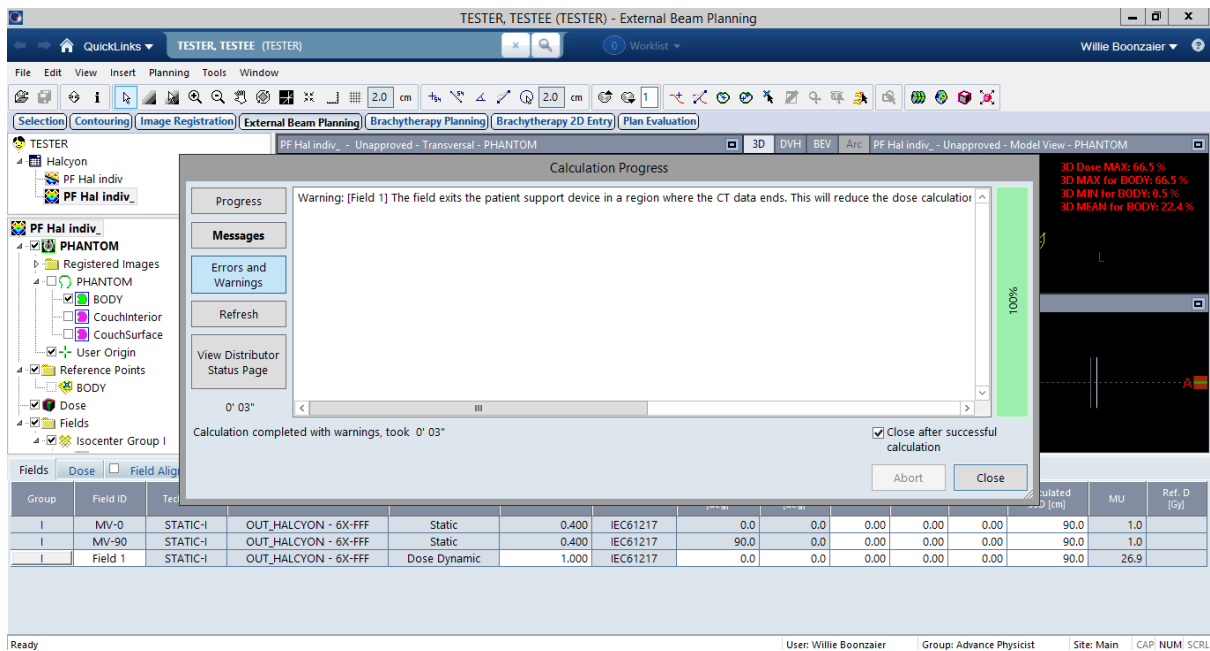 TESTER, TESTEE (TESTER) - External Beam Planning
QuickLinks
TESTER, TESTEE (TESTER)
0 Worklist
Willie Boonzaier
File Edit View Insert Planning Tools Window
2.0 cm
2.0 cm
1
Selection Contouring Image Registration External Beam Planning Brachytherapy Planning Brachytherapy 2D Entry Plan Evaluation
TESTER
Halcyon
PF Hal indiv
PF Hal indiv_
PF Hal indiv_ - Unapproved - Transversal - PHANTOM
3D DVH BEV Arc PF Hal indiv_ - Unapproved - Model View - PHANTOM
3D Dose MAX: 66.5 %
3D MAX for BODY: 66.5 %
3D MIN for BODY: 0.5 %
3D MEAN for BODY: 22.4 %
L
A
PF Hal indiv_
PHANTOM
Registered Images
PHANTOM
BODY
CouchInterior
CouchSurface
User Origin
Reference Points
BODY
Dose
Fields
Isocenter Group I
Calculation Progress
Progress
Messages
Errors and
Warnings
Refresh
View Distributor
Status Page
0' 03"
Warning: [Field 1] The field exits the patient support device in a region where the CT data ends. This will reduce the dose calculation
100%
Calculation completed with warnings, took 0' 03"
Close after successful
calculation
Abort Close
Fields Dose Field Alig
Group Field ID MU Ref. D
[Gy]
I MV-0 STATIC-I OUT_HALCYON - 6X-FFF Static 0.400 IEC61217 0.0 0.0 0.00 0.00 0.00 90.0 1.0
I MV-90 STATIC-I OUT_HALCYON - 6X-FFF Static 0.400 IEC61217 90.0 0.0 0.00 0.00 0.00 90.0 1.0
I Field 1 STATIC-I OUT_HALCYON - 6X-FFF Dose Dynamic 1.000 IEC61217 0.0 0.0 0.00 0.00 0.00 90.0 26.9
Ready
User: Willie Boonzaier Group: Advance Physicist Site: Main CAP NUM SCRL